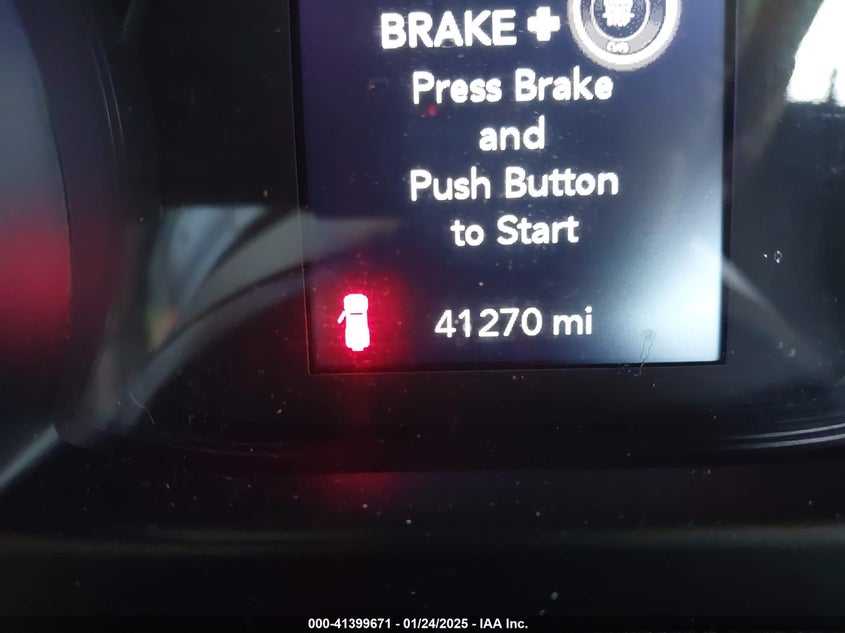 BRAKE +
Press Brake
and
Push Button
to Start
41270 mi
000-41399671 - 01/24/2025 - IAA Inc.